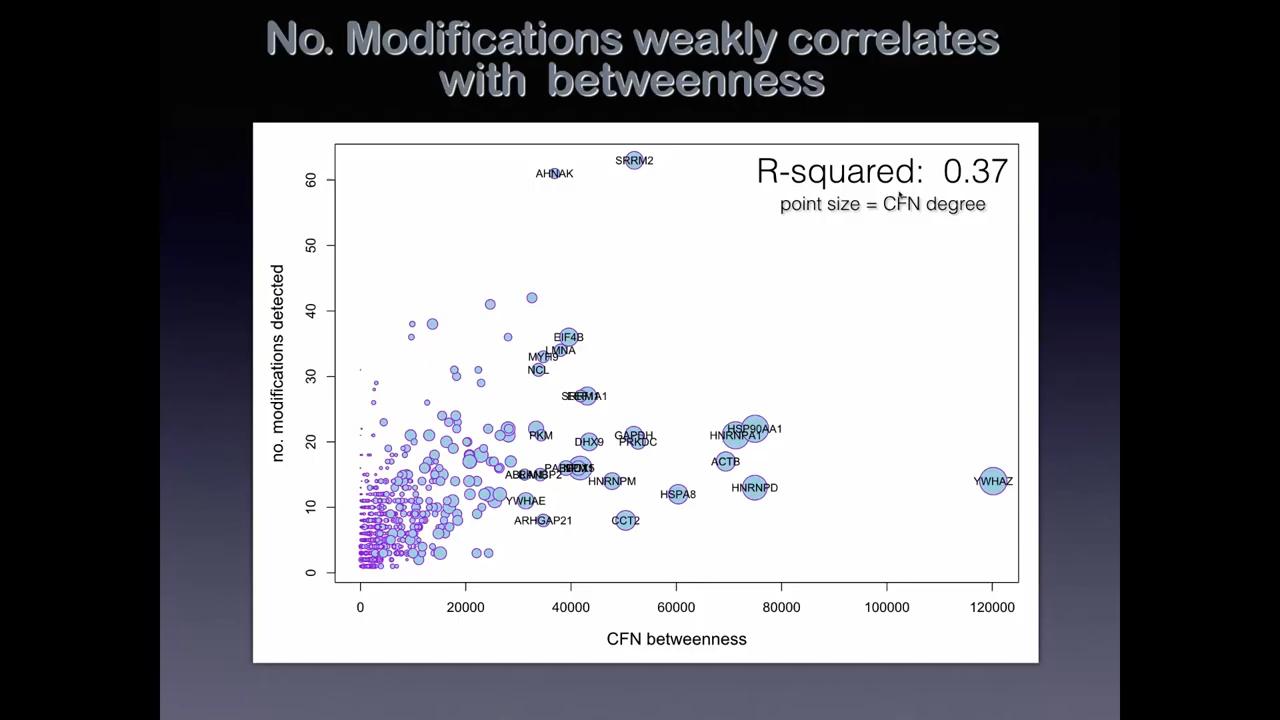 No. Modifications weakly correlates
with betweenness
SRRM2
R-squared: 0.37
AHNAK
60
point size = CFN degree
50
no. modifications detected
40
EIF4B
LMNA
MYH9
NCL
30
HSP90AA1
GAPDH
PKM
HNRNPA1
DHX9
PRKDC
20
ACTB
HNRNPM
YWHAZ
HNRNPD
HSPA8
YWHAE
10
ARHGAP21
CCT2
0
0 20000 40000 60000 80000 100000 120000
CFN betweenness